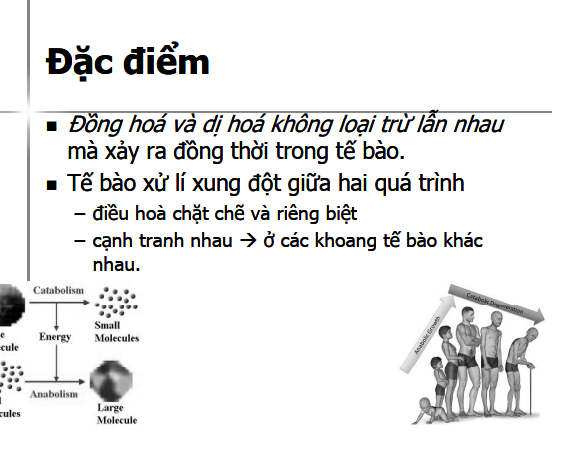 Đặc điểm
■ Đồng hoá và dị hoá không loại trừ lẫn nhau
mà xảy ra đồng thời trong tế bào.
■ Tế bào xử lí xung đột giữa hai quá trình
– điều hoà chặt chẽ và riêng biệt
– cạnh tranh nhau → ở các khoang tế bào khác
nhau.
Catabolism
Small
Molecules
Energy
Anabolism
Large
Molecule
Anabolic Growth
Catabolic Degeneration